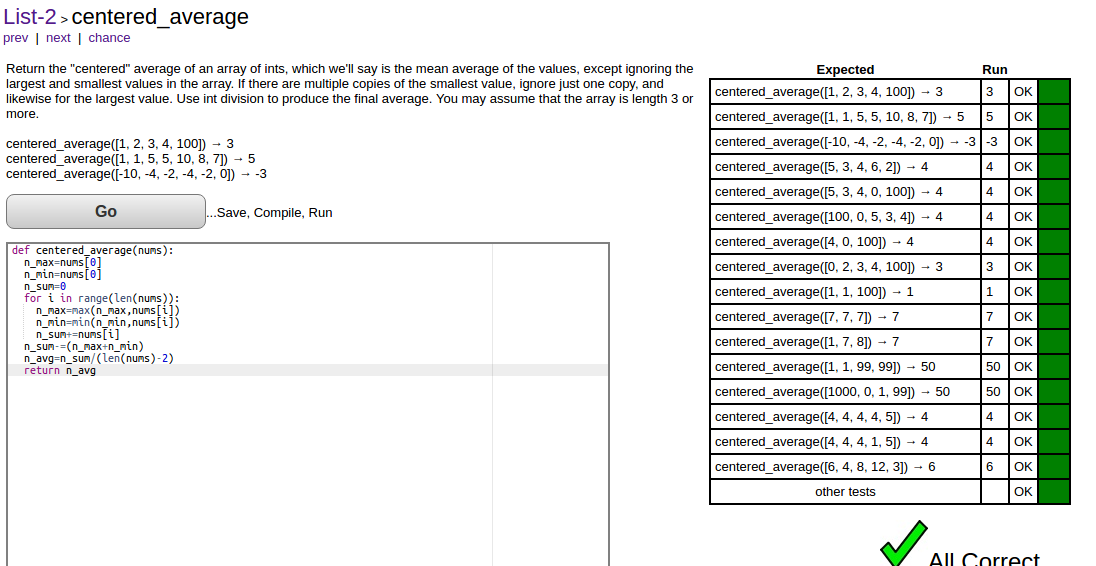 List-2 > centered_average
prev | next | chance
Return the "centered" average of an array of ints, which we'll say is the mean average of the values, except ignoring the
largest and smallest values in the array. If there are multiple copies of the smallest value, ignore just one copy, and
likewise for the largest value. Use int division to produce the final average. You may assume that the array is length 3 or
more.
centered_average([1, 2, 3, 4, 100]) → 3
centered_average([1, 1, 5, 5, 10, 8, 7]) → 5
centered_average([-10, -4, -2, -4, -2, 0]) → -3
Go ...Save, Compile, Run
def centered_average(nums):
  n_max=nums[0]
  n_min=nums[0]
  n_sum=0
  for i in range(len(nums)):
    n_max=max(n_max,nums[i])
    n_min=min(n_min,nums[i])
    n_sum+=nums[i]
  n_sum-=(n_max+n_min)
  n_avg=n_sum/(len(nums)-2)
  return n_avg
Expected Run
centered_average([1, 2, 3, 4, 100]) → 3 3 OK
centered_average([1, 1, 5, 5, 10, 8, 7]) → 5 5 OK
centered_average([-10, -4, -2, -4, -2, 0]) → -3 -3 OK
centered_average([5, 3, 4, 6, 2]) → 4 4 OK
centered_average([5, 3, 4, 0, 100]) → 4 4 OK
centered_average([100, 0, 5, 3, 4]) → 4 4 OK
centered_average([4, 0, 100]) → 4 4 OK
centered_average([0, 2, 3, 4, 100]) → 3 3 OK
centered_average([1, 1, 100]) → 1 1 OK
centered_average([7, 7, 7]) → 7 7 OK
centered_average([1, 7, 8]) → 7 7 OK
centered_average([1, 1, 99, 99]) → 50 50 OK
centered_average([1000, 0, 1, 99]) → 50 50 OK
centered_average([4, 4, 4, 4, 5]) → 4 4 OK
centered_average([4, 4, 4, 1, 5]) → 4 4 OK
centered_average([6, 4, 8, 12, 3]) → 6 6 OK
other tests OK
All Correct